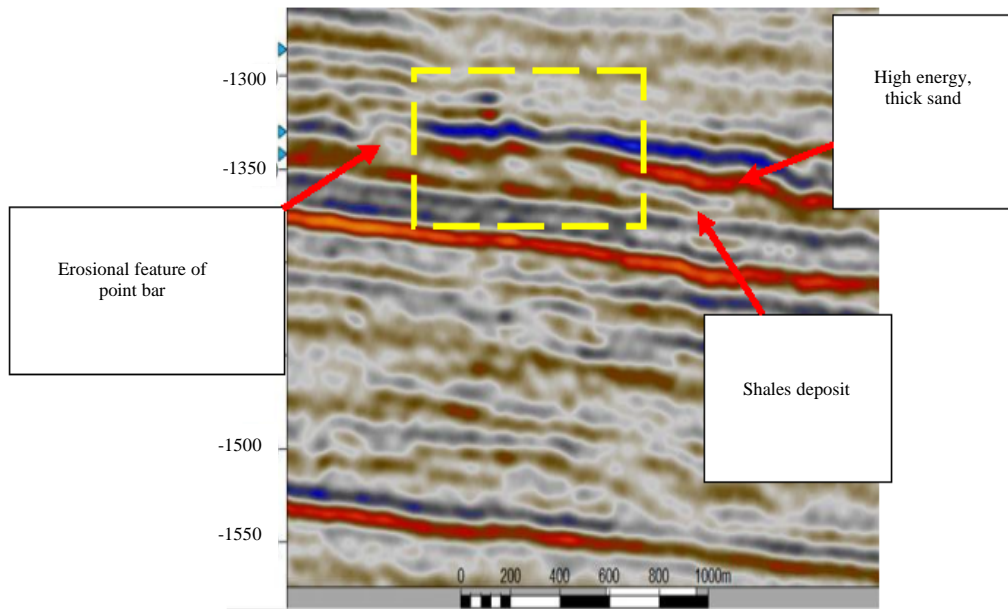 -1300
-1350
-1500
-1550
High energy,
thick sand
Erosional feature of
point bar
Shales deposit
0 200 400 600 800 1000m